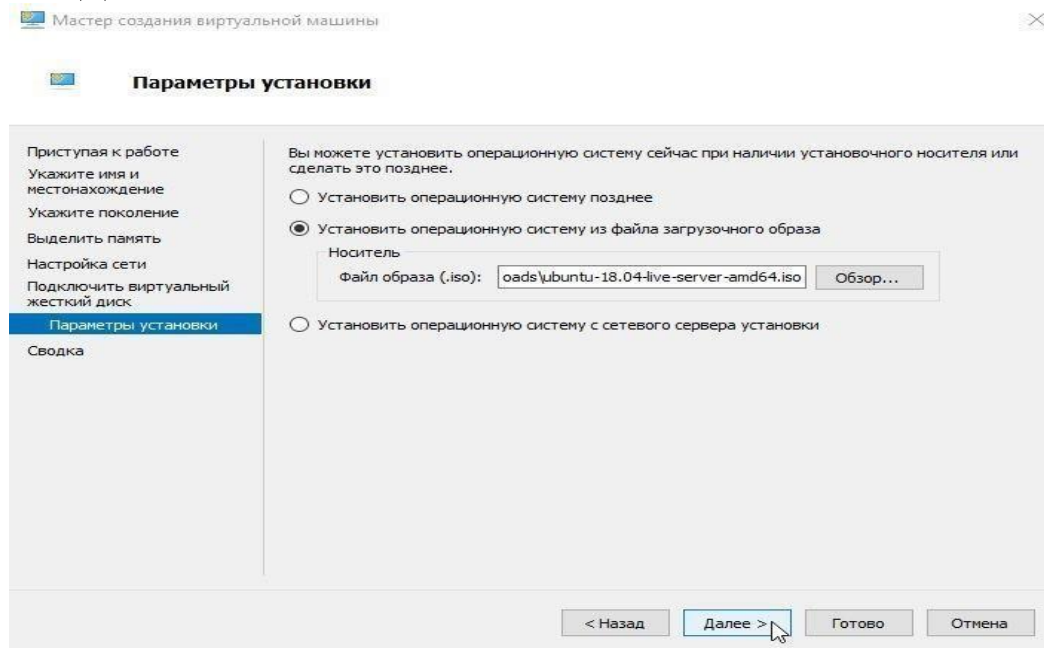 Мастер создания виртуальной машины
Параметры установки
Приступая к работе
Укажите имя и
местонахождение
Укажите поколение
Выделить память
Настройка сети
Подключить виртуальный
жесткий диск
Параметры установки
Сводка
Вы можете установить операционную систему сейчас при наличии установочного носителя или
сделать это позднее.
Установить операционную систему позднее
Установить операционную систему из файла загрузочного образа
Носитель
Файл образа (.iso): oads\ubuntu-18.04-live-server-amd64.iso Обзор...
Установить операционную систему с сетевого сервера установки
< Назад Далее > Готово Отмена